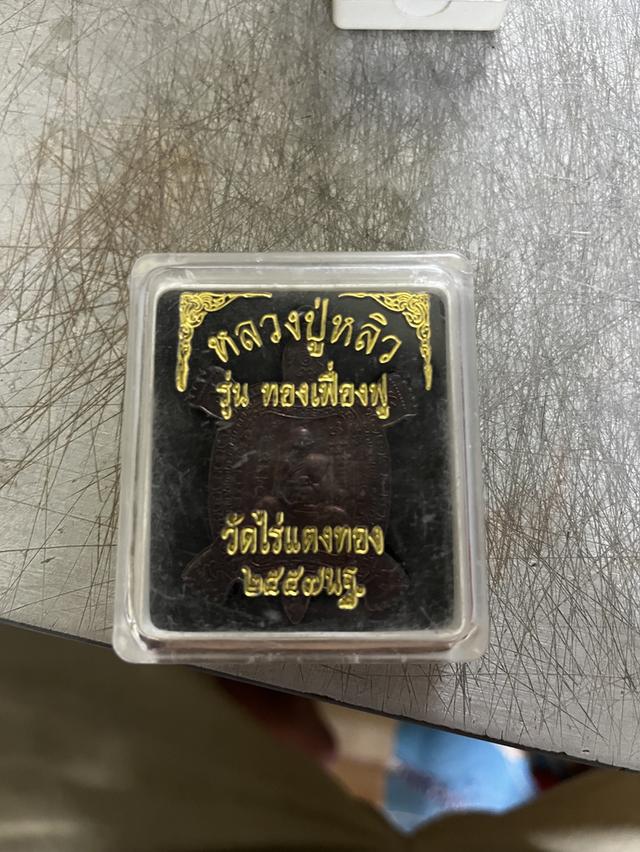 หลวงปู่หลิว
รุ่น ทองเฟื่องฟู
วัดไร่แตงทอง
๒๕๕๗นฐ.